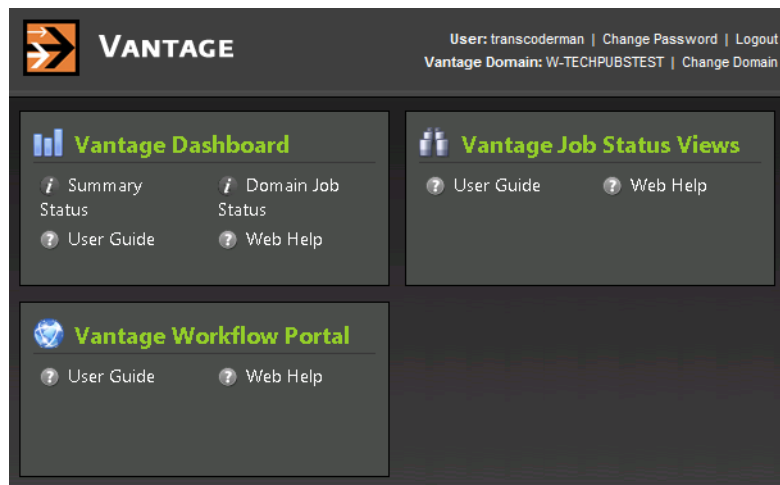 VANTAGE
User: transcoderman | Change Password | Logout
Vantage Domain: W-TECHPUBSTEST | Change Domain
Vantage Dashboard
Summary Status
Domain Job Status
User Guide
Web Help
Vantage Job Status Views
User Guide
Web Help
Vantage Workflow Portal
User Guide
Web Help